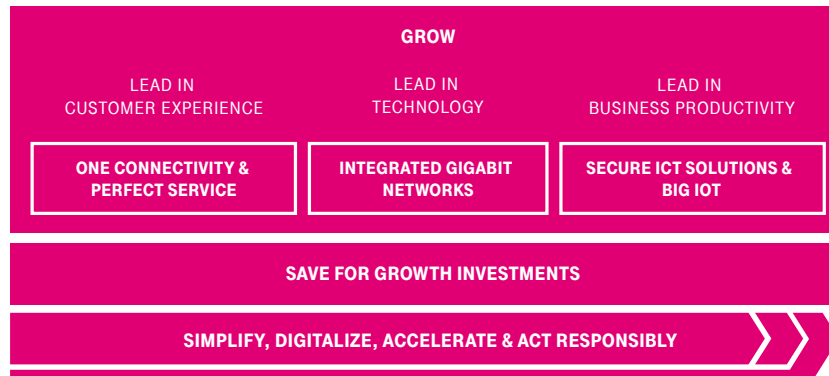 GROW
LEAD IN
CUSTOMER EXPERIENCE
LEAD IN
TECHNOLOGY
LEAD IN
BUSINESS PRODUCTIVITY
ONE CONNECTIVITY &
PERFECT SERVICE
INTEGRATED GIGABIT
NETWORKS
SECURE ICT SOLUTIONS &
BIG IOT
SAVE FOR GROWTH INVESTMENTS
SIMPLIFY, DIGITALIZE, ACCELERATE & ACT RESPONSIBLY